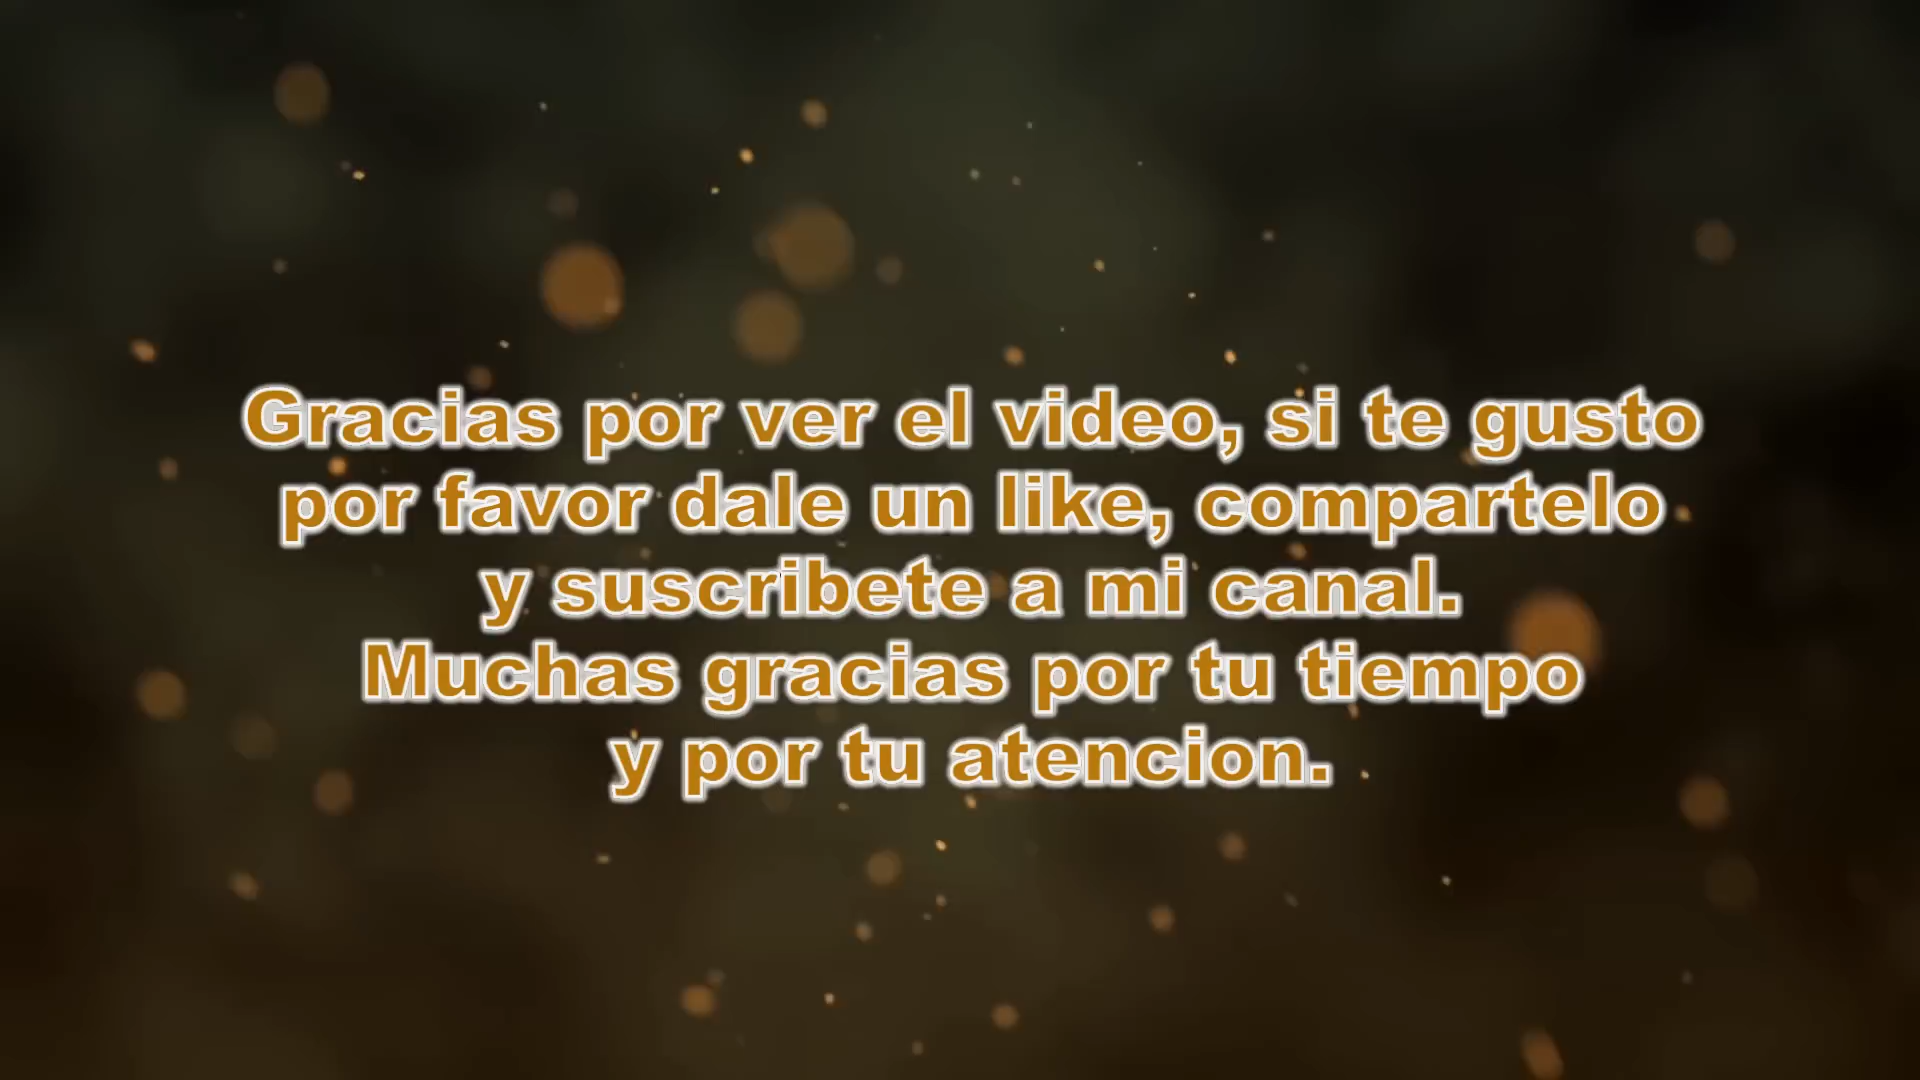 Gracias por ver el video, si te gusto
por favor dale un like, compartelo
y suscribete a mi canal.
Muchas gracias por tu tiempo
y por tu atencion.